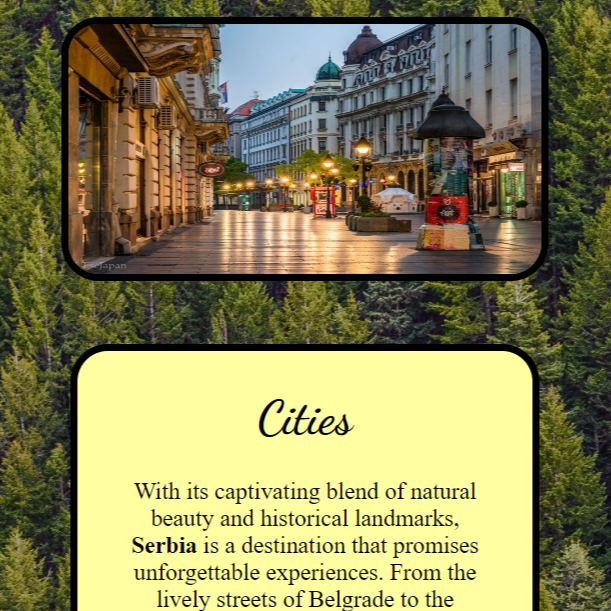 Cities
With its captivating blend of natural
beauty and historical landmarks,
Serbia is a destination that promises
unforgettable experiences. From the
lively streets of Belgrade to the